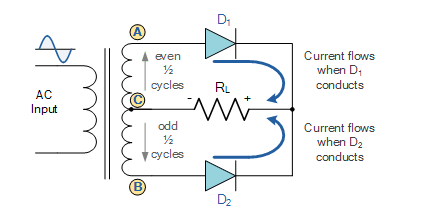 A
D1
even
½
cycles
Current flows
when D1
conducts
AC
Input
C
RL
-
+
odd
½
cycles
Current flows
when D2
conducts
B
D2